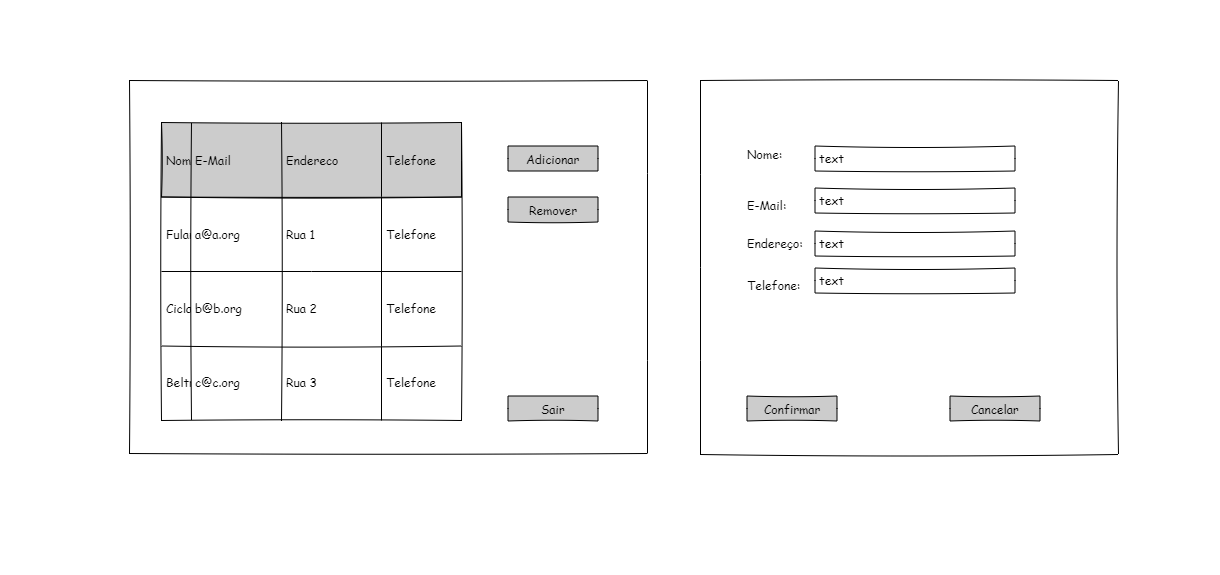 Nom E-Mail Endereco Telefone
Fula a@a.org Rua 1 Telefone
Ciclo b@b.org Rua 2 Telefone
Belt c@c.org Rua 3 Telefone
Adicionar
Remover
Sair
Nome: text
E-Mail: text
Endereço: text
Telefone: text
Confirmar Cancelar